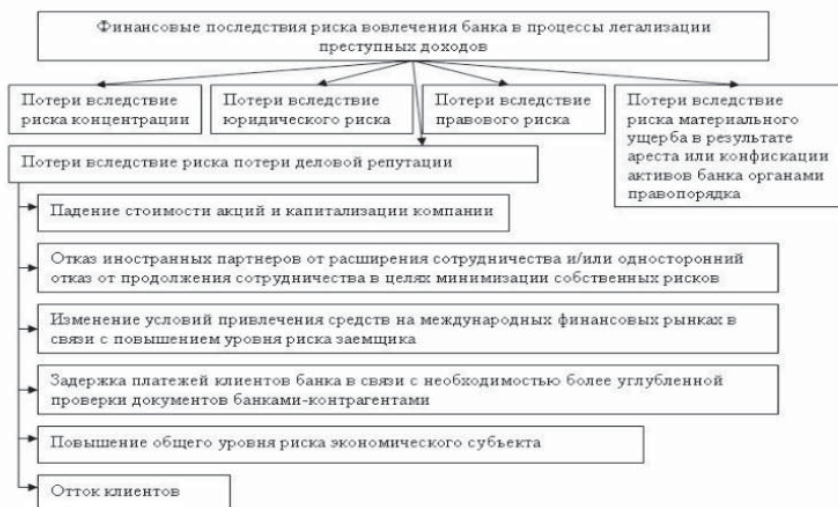 Финансовые последствия риска вовлечения банка в процессы легализации
преступных доходов
Потери вследствие
риска концентрации
Потери вследствие
юридического риска
Потери вследствие
правового риска
Потери вследствие
риска материального
ущерба в результате
ареста или конфискации
активов банка органами
правопорядка
Потери вследствие риска потери деловой репутации
Падение стоимости акций и капитализации компании
Отказ иностранных партнеров от расширения сотрудничества и/или односторонний
отказ от продолжения сотрудничества в целях минимизации собственных рисков
Изменение условий привлечения средств на международных финансовых рынках в
связи с повышением уровня риска заемщика
Задержка платежей клиентов банка в связи с необходимостью более углубленной
проверки документов банками-контрагентами
Повышение общего уровня риска экономического субъекта
Отток клиентов